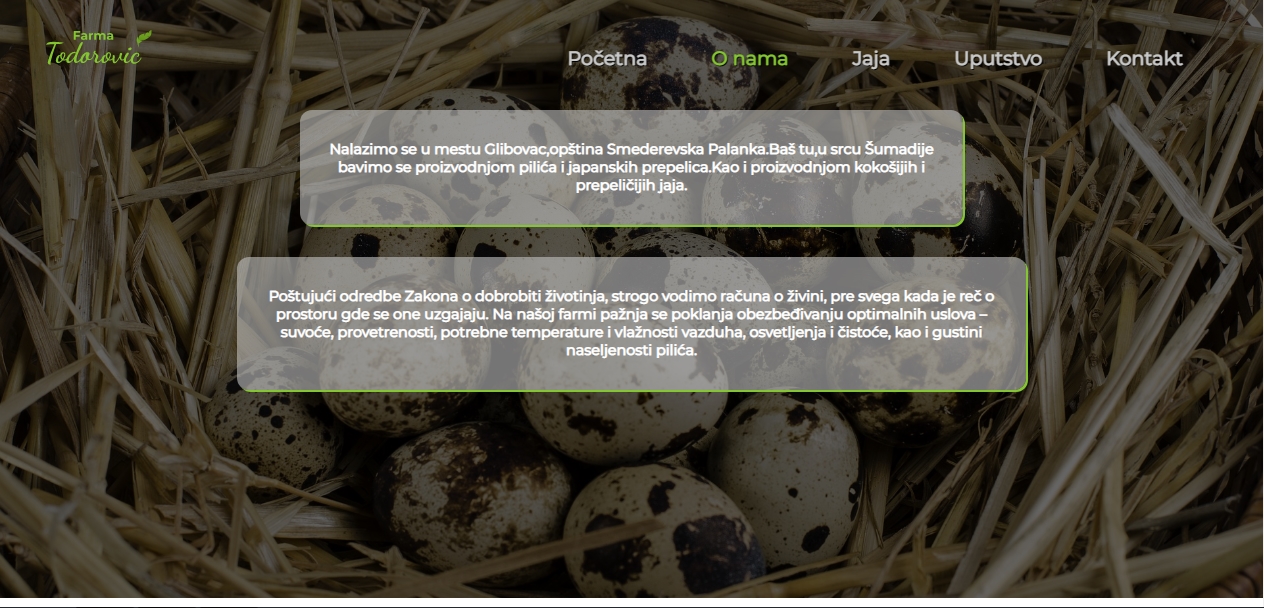 Farma
Todorović
Početna O nama Jaja Uputstvo Kontakt
Nalazimo se u mestu Glibovac,opština Smederevska Palanka.Baš tu,u srcu Šumadije
bavimo se proizvodnjom pilića i japanskih prepelica.Kao i proizvodnjom kokošijih i
prepeličijih jaja.
Poštujući odredbe Zakona o dobrobiti životinja, strogo vodimo računa o živini, pre svega kada je reč o
prostoru gde se one uzgajaju. Na našoj farmi pažnja se poklanja obezbeđivanju optimalnih uslova –
suvoće, provetrenosti, potrebne temperature i vlažnosti vazduha, osvetljenja i čistoće, kao i gustini
naseljenosti pilića.